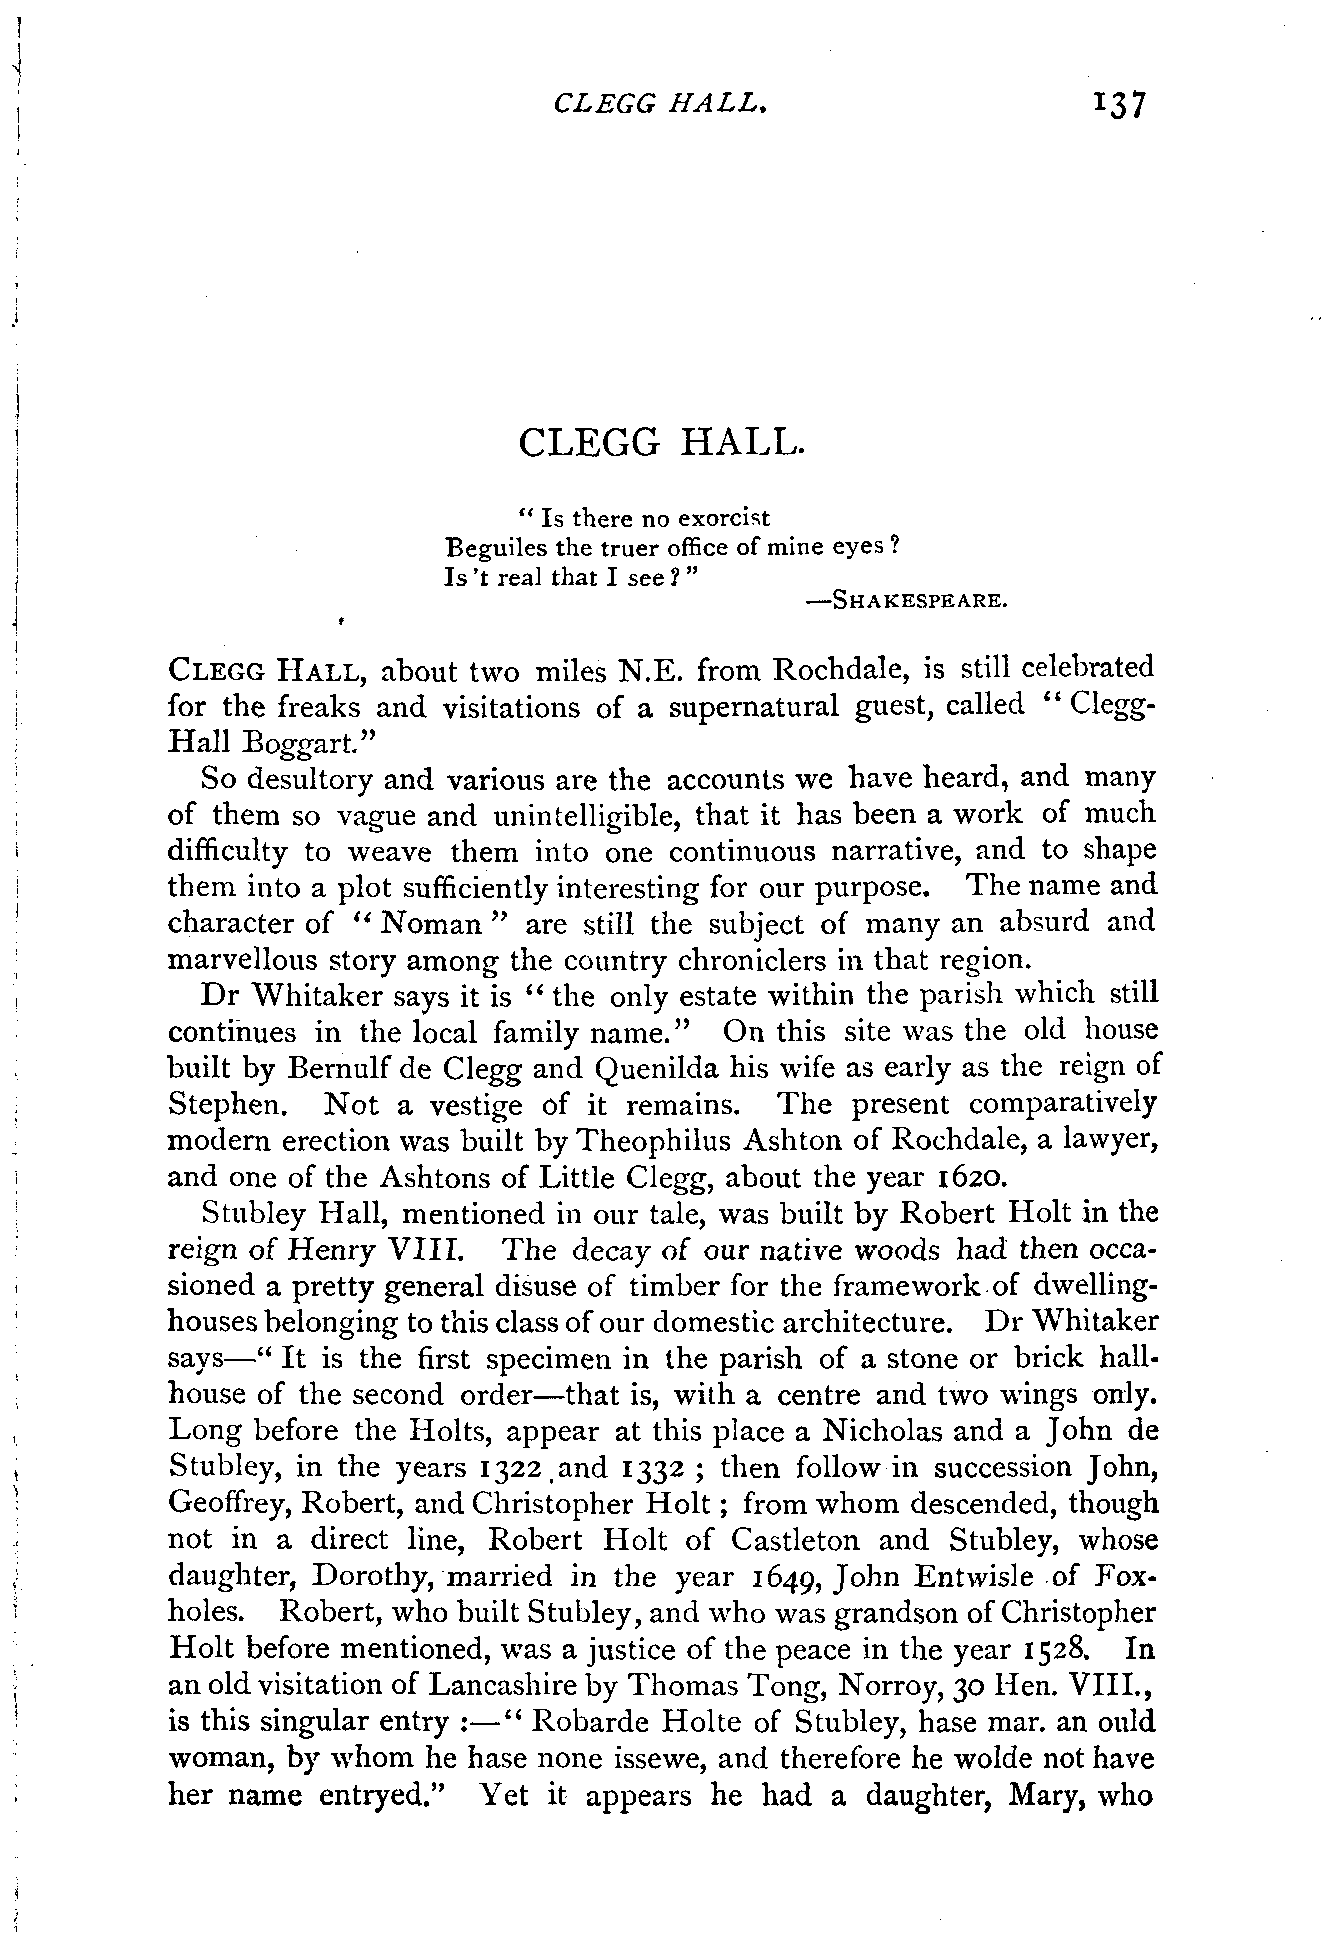 CLEGG HALL. 137
CLEGG HALL.
“ Is there no exorcist
Beguiles the truer office of mine eyes ?
Is 't real that I see ? ”
—SHAKESPEARE.
CLEGG HALL, about two miles N.E. from Rochdale, is still celebrated
for the freaks and visitations of a supernatural guest, called “ Clegg-
Hall Boggart.”
So desultory and various are the accounts we have heard, and many
of them so vague and unintelligible, that it has been a work of much
difficulty to weave them into one continuous narrative, and to shape
them into a plot sufficiently interesting for our purpose. The name and
character of “ Noman ” are still the subject of many an absurd and
marvellous story among the country chroniclers in that region.
Dr Whitaker says it is “ the only estate within the parish which still
continues in the local family name.” On this site was the old house
built by Bernulf de Clegg and Quenilda his wife as early as the reign of
Stephen. Not a vestige of it remains. The present comparatively
modern erection was built by Theophilus Ashton of Rochdale, a lawyer,
and one of the Ashtons of Little Clegg, about the year 1620.
Stubley Hall, mentioned in our tale, was built by Robert Holt in the
reign of Henry VIII. The decay of our native woods had then occa-
sioned a pretty general disuse of timber for the framework of dwelling-
houses belonging to this class of our domestic architecture. Dr Whitaker
says—“ It is the first specimen in the parish of a stone or brick hall-
house of the second order—that is, with a centre and two wings only.
Long before the Holts, appear at this place a Nicholas and a John de
Stubley, in the years 1322 and 1332 ; then follow in succession John,
Geoffrey, Robert, and Christopher Holt ; from whom descended, though
not in a direct line, Robert Holt of Castleton and Stubley, whose
daughter, Dorothy, married in the year 1649, John Entwisle of Fox-
holes. Robert, who built Stubley, and who was grandson of Christopher
Holt before mentioned, was a justice of the peace in the year 1528. In
an old visitation of Lancashire by Thomas Tong, Norroy, 30 Hen. VIII.,
is this singular entry :—“ Robarde Holte of Stubley, hase mar. an ould
woman, by whom he hase none issewe, and therefore he wolde not have
her name entryed.” Yet it appears he had a daughter, Mary, who